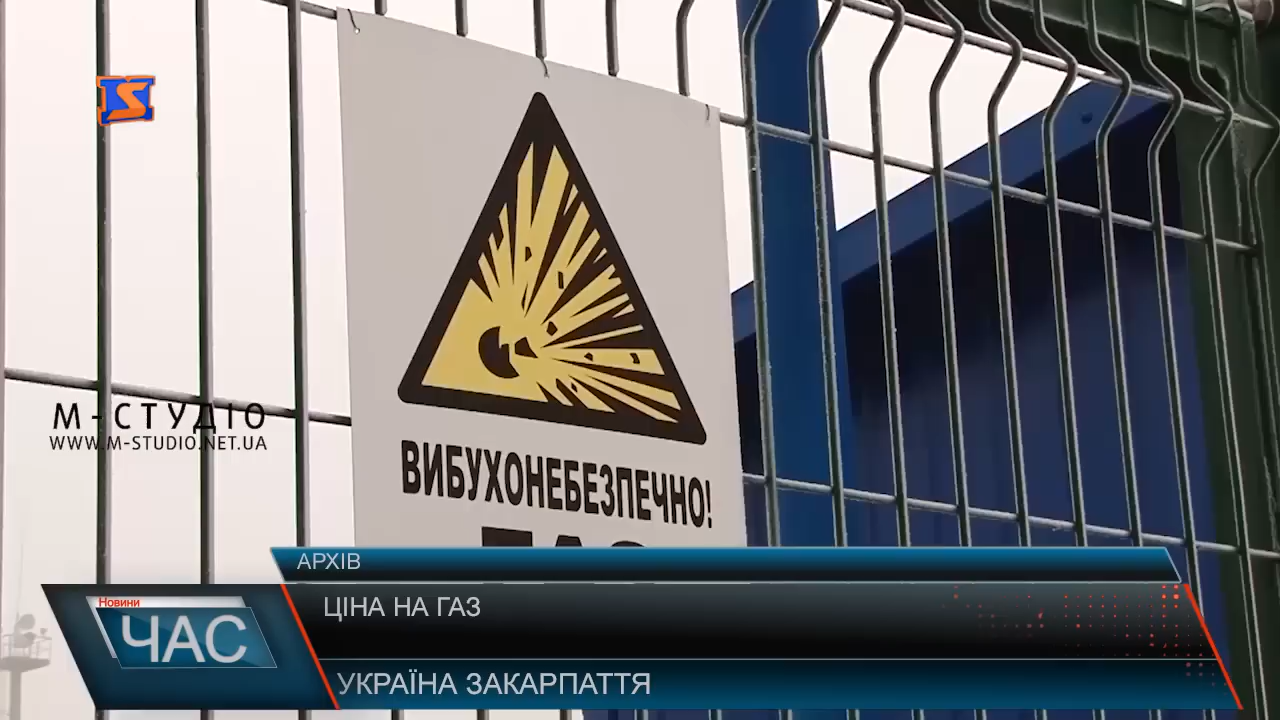 М-СТУДІО
WWW.M-STUDIO.NET.UA
ВИБУХОНЕБЕЗПЕЧНО!
АРХІВ
Новини
ЧАС
ЦІНА НА ГАЗ
УКРАЇНА ЗАКАРПАТТЯ